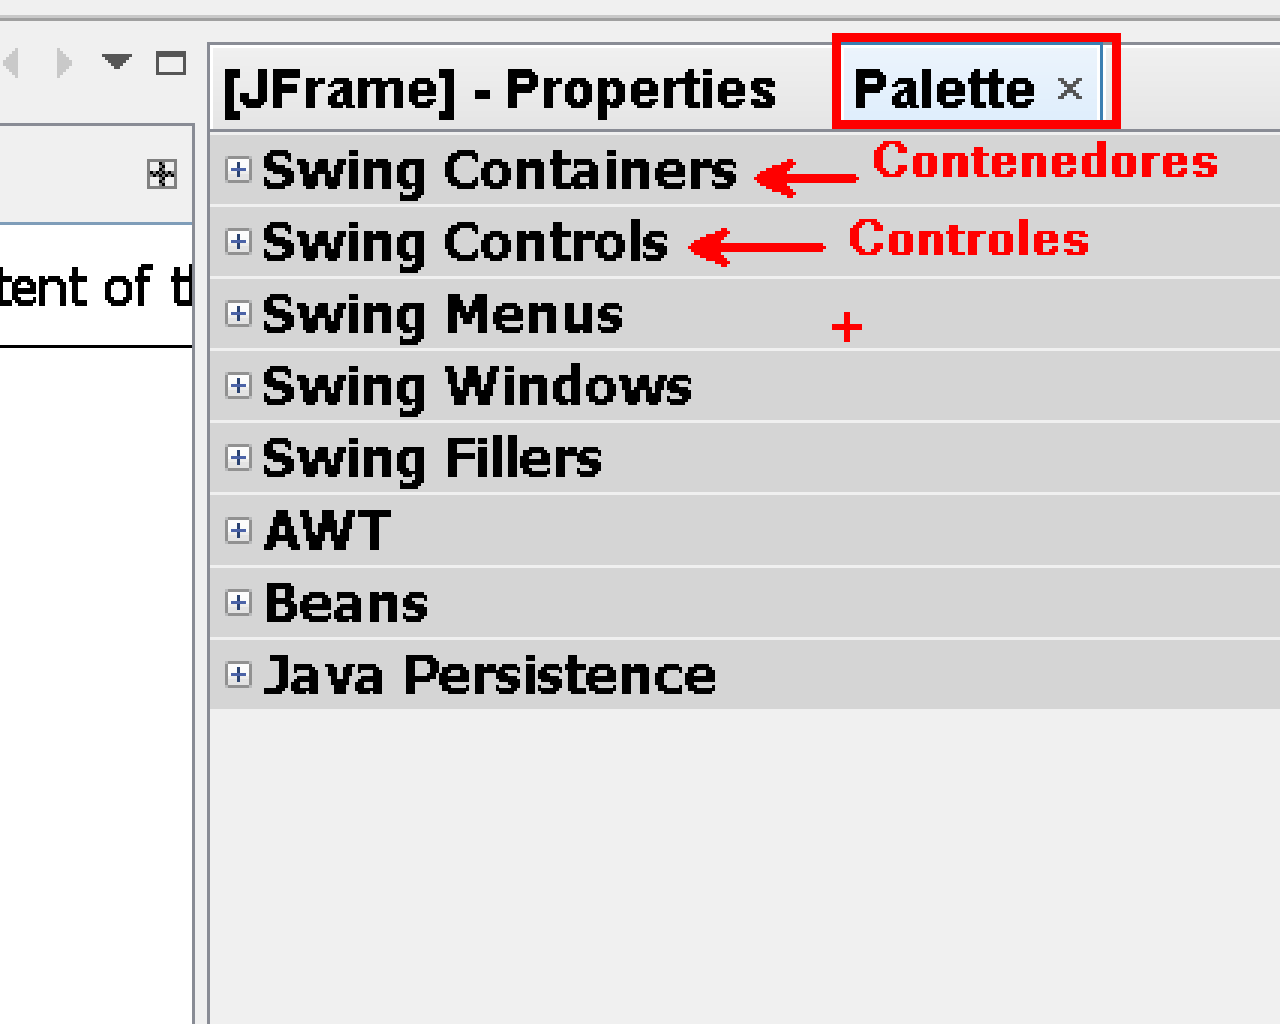 [JFrame] - Properties Palette
Swing Containers Contenedores
Swing Controls Controles
tent of t
Swing Menus
Swing Windows
Swing Fillers
AWT
Beans
Java Persistence